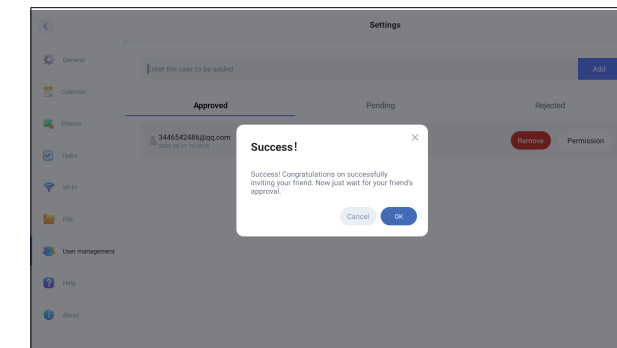 Settings
General
Enter the user to be added
Add
Calendar
Approved
Pending
Rejected
Photos
3446542486@qq.com
Remove
Permission
Success!
Tasks
Success! Congratulations on successfully
inviting your friend. Now just wait for your friend's
approval.
Wi-Fi
Cancel
OK
File
User management
Help
About